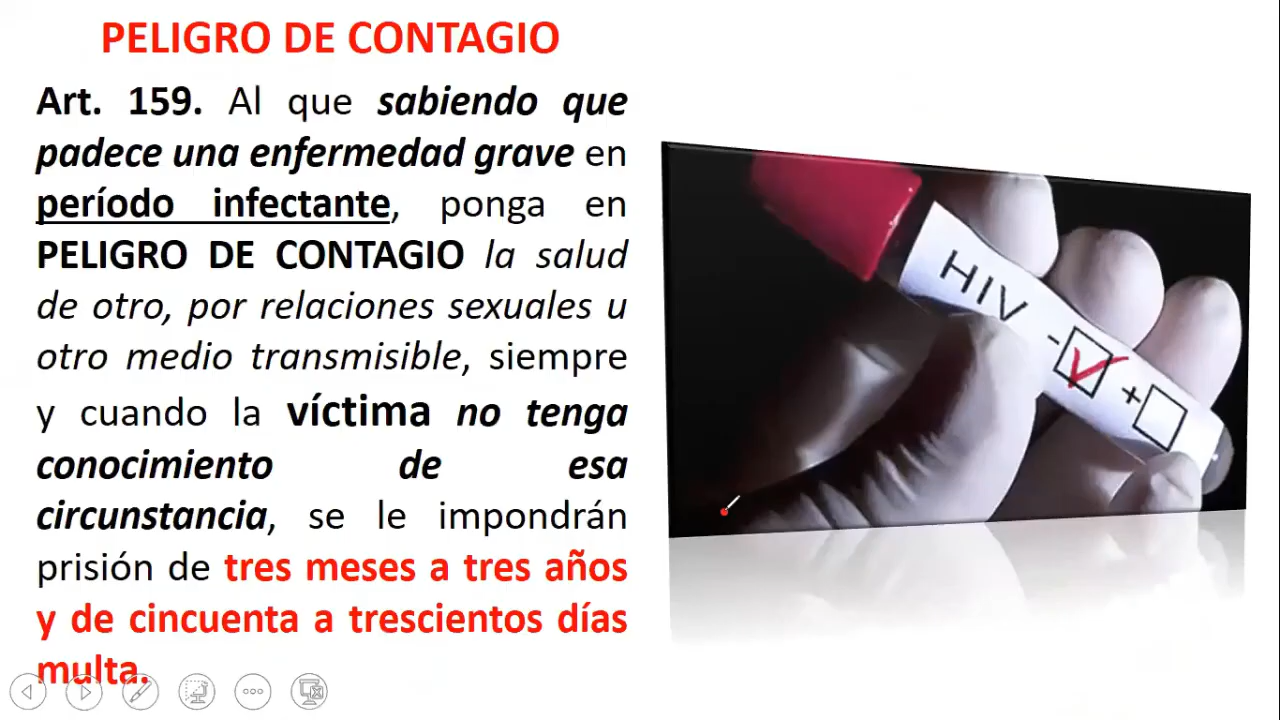 PELIGRO DE CONTAGIO
Art. 159. Al que sabiendo que
padece una enfermedad grave en
período infectante, ponga en
PELIGRO DE CONTAGIO la salud
de otro, por relaciones sexuales u
otro medio transmisible, siempre
y cuando la víctima no tenga
conocimiento de esa
circunstancia, se le impondrán
prisión de tres meses a tres años
y de cincuenta a trescientos días
multa.
HIV
- +